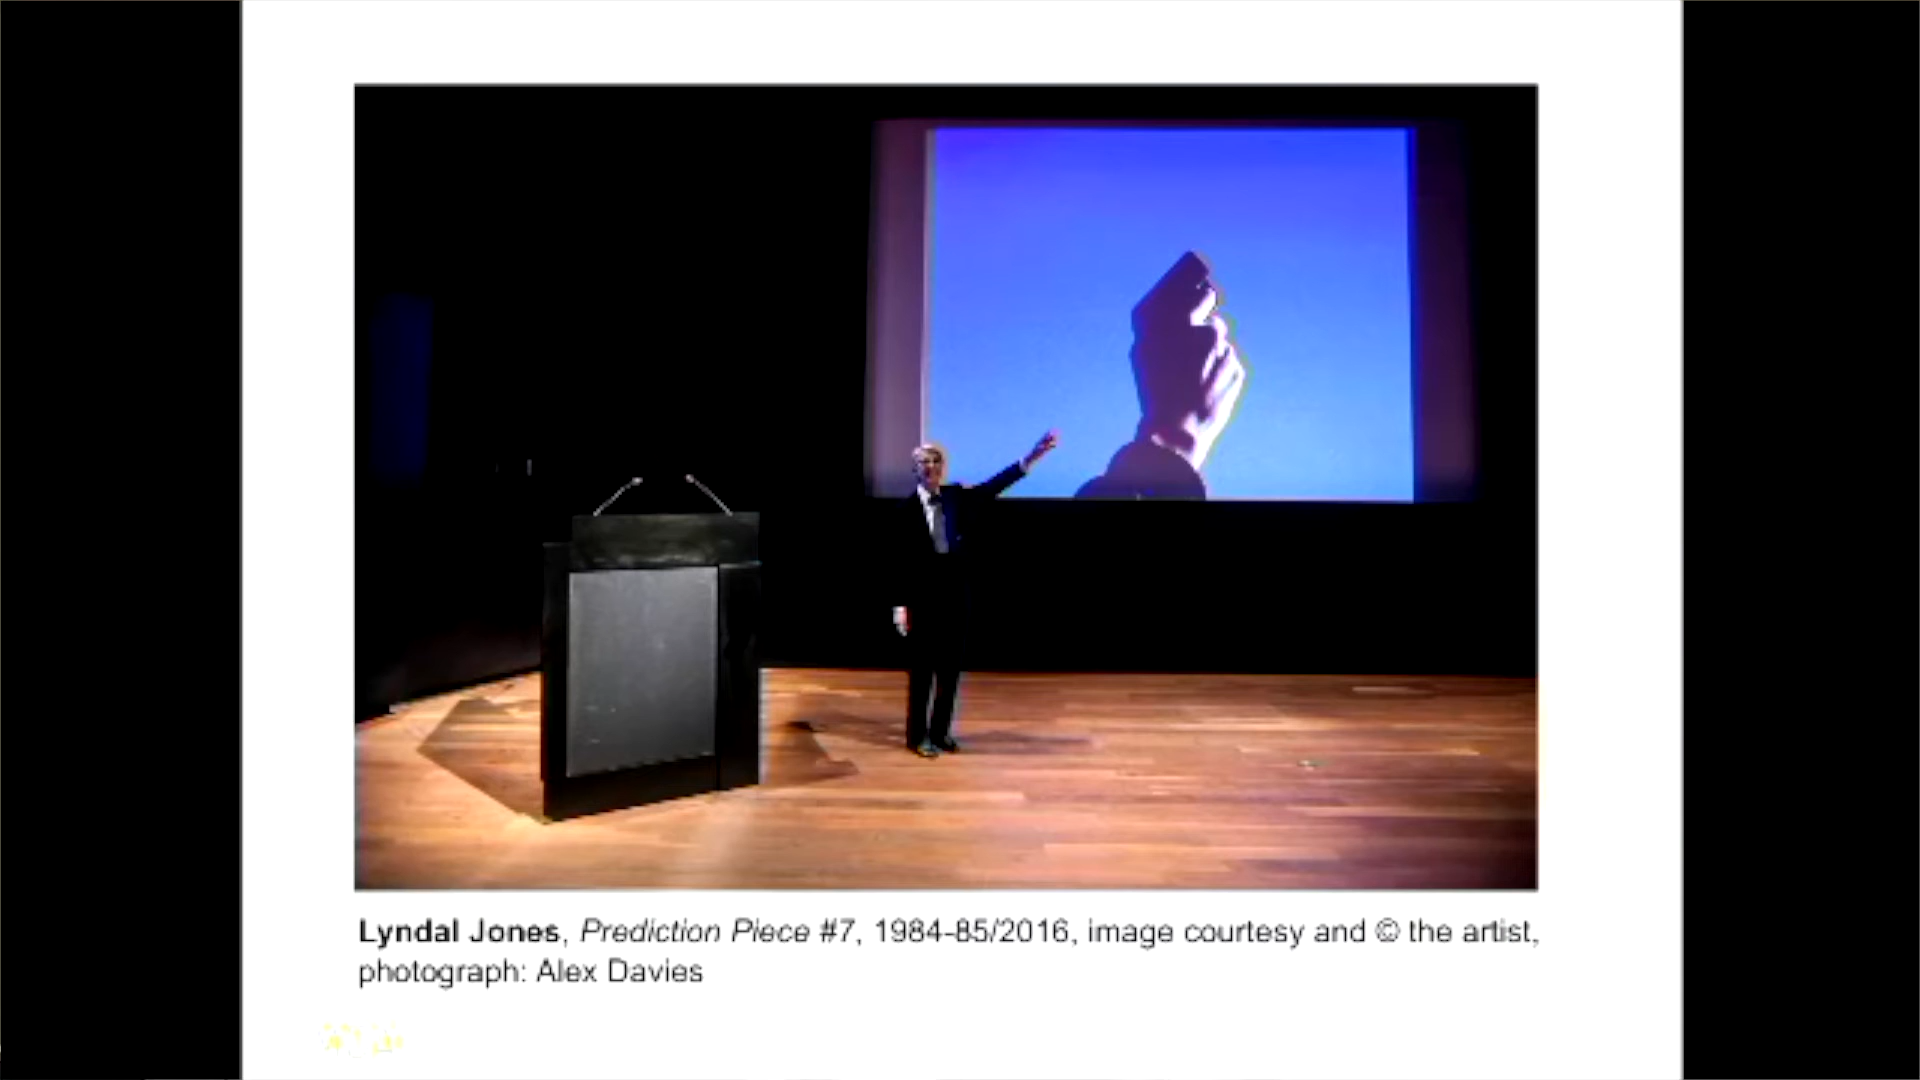 Lyndal Jones, Prediction Piece #7, 1984-85/2016, image courtesy and © the artist,
photograph: Alex Davies